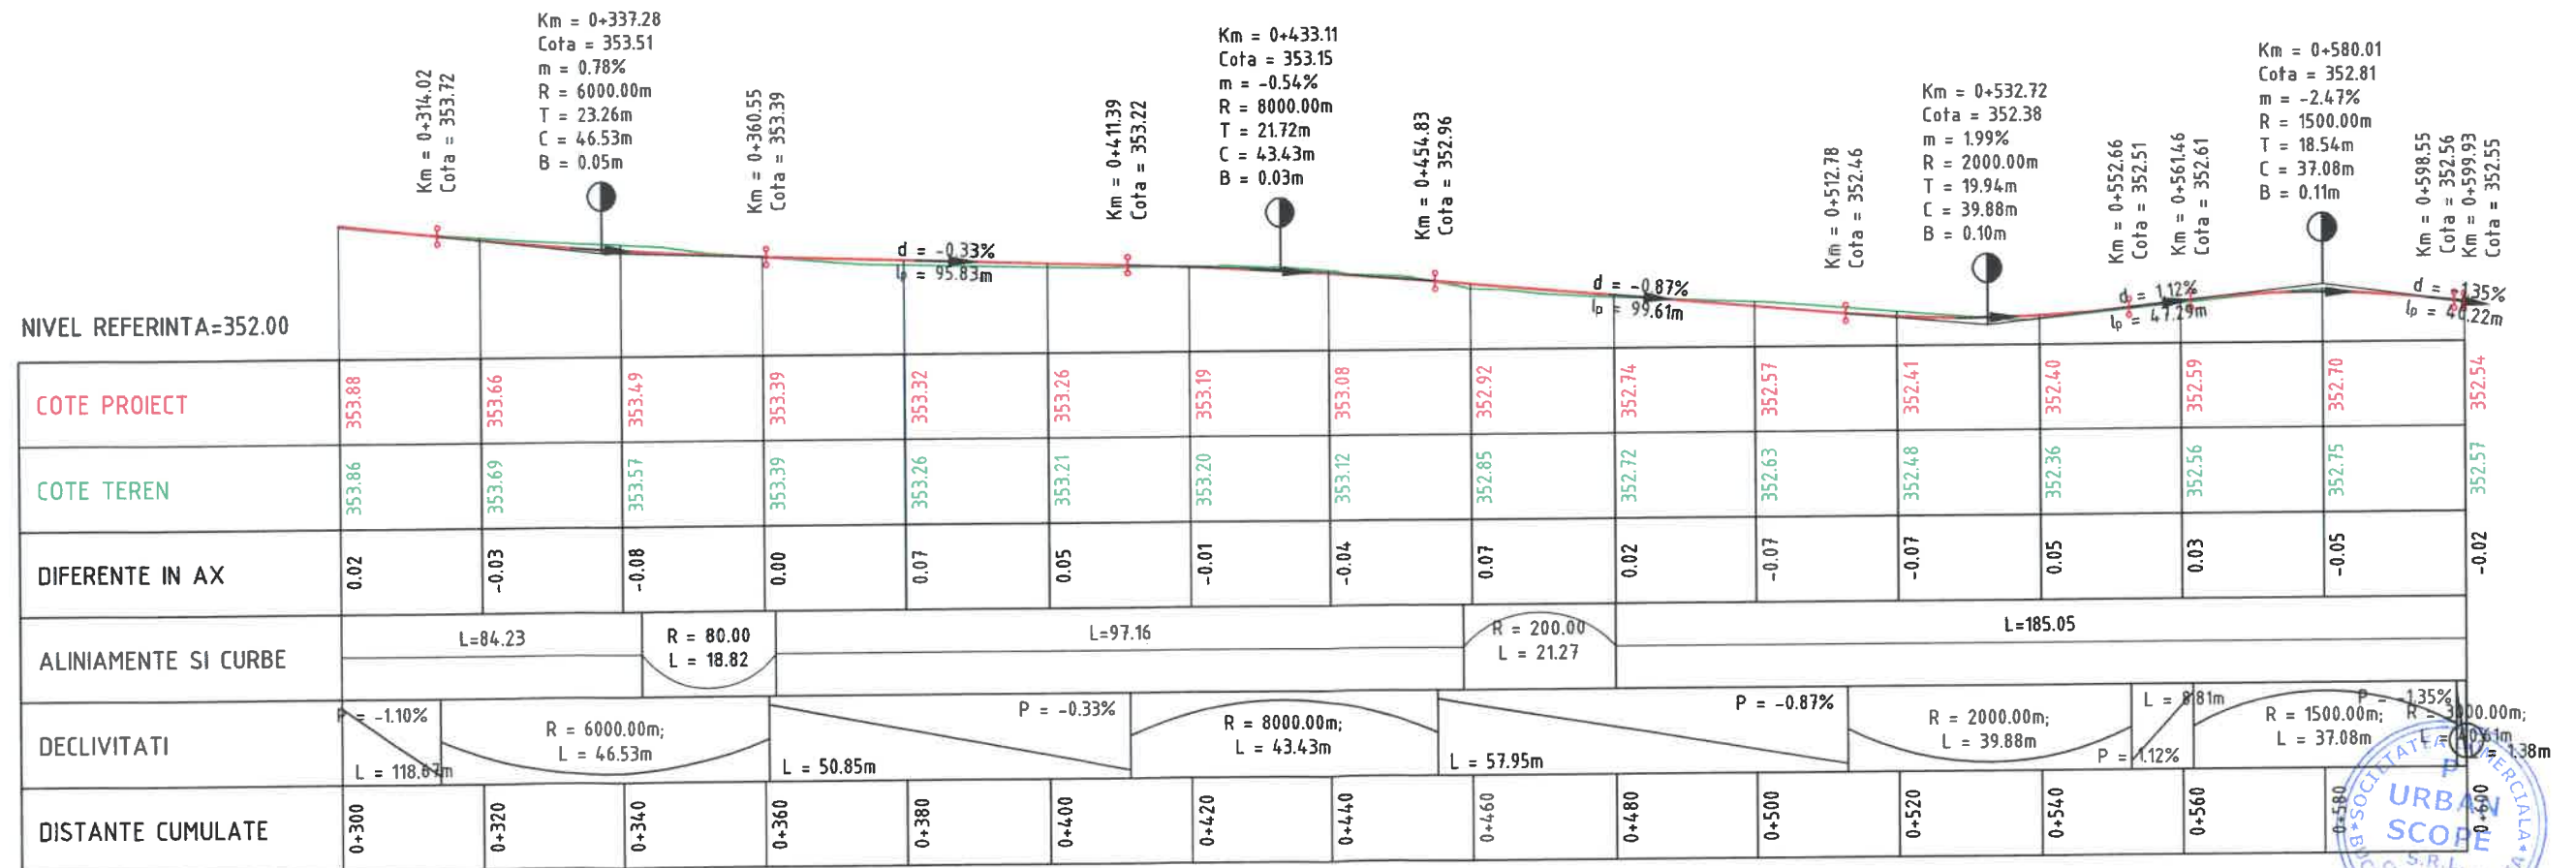 Km = 0+314.02
Cota = 353.72
Km = 0+337.28
Cota = 353.51
m = 0.78%
R = 6000.00m
T = 23.26m
C = 46.53m
B = 0.05m
Km = 0+360.55
Cota = 353.39
Km = 0+411.39
Cota = 353.22
Km = 0+433.11
Cota = 353.15
m = -0.54%
R = 8000.00m
T = 21.72m
C = 43.43m
B = 0.03m
Km = 0+454.83
Cota = 352.96
Km = 0+512.78
Cota = 352.46
Km = 0+532.72
Cota = 352.38
m = 1.99%
R = 2000.00m
T = 19.94m
C = 39.88m
B = 0.10m
Km = 0+552.66
Cota = 352.51
Km = 0+561.46
Cota = 352.61
Km = 0+580.01
Cota = 352.81
m = -2.47%
R = 1500.00m
T = 18.54m
C = 37.08m
B = 0.11m
Km = 0+598.55
Cota = 352.56
Km = 0+599.93
Cota = 352.55
d = -0.33%
lp = 95.83m
d = -0.87%
lp = 99.61m
d = 1.12%
lp = 47.29m
d = -1.35%
lp = 40.22m
NIVEL REFERINTA=352.00
COTE PROIECT 353.88 353.66 353.49 353.39 353.32 353.26 353.19 353.08 352.92 352.74 352.57 352.41 352.40 352.59 352.70 352.54
COTE TEREN 353.86 353.69 353.57 353.39 353.26 353.21 353.20 353.12 352.85 352.72 352.63 352.48 352.36 352.56 352.75 352.57
DIFERENTE IN AX 0.02 -0.03 -0.08 0.00 0.07 0.05 -0.01 -0.04 0.07 0.02 -0.07 -0.07 0.05 0.03 -0.05 -0.02
ALINIAMENTE SI CURBE
L=84.23
R = 80.00
L = 18.82
L=97.16
R = 200.00
L = 21.27
L=185.05
DECLIVITATI
P = -1.10%
L = 118.67m
R = 6000.00m;
L = 46.53m
P = -0.33%
L = 50.85m
R = 8000.00m;
L = 43.43m
P = -0.87%
L = 57.95m
R = 2000.00m;
L = 39.88m
L = 8.81m
P = 1.12%
R = 1500.00m;
L = 37.08m
P = -1.35%
R = 3000.00m;
= 1.38m
DISTANTE CUMULATE 0+300 0+320 0+340 0+360 0+380 0+400 0+420 0+440 0+460 0+480 0+500 0+520 0+540 0+560 0+580 0+600
SOCIETATEA COMERCIALA
P
URBAN
SCOPE
S.R.L.